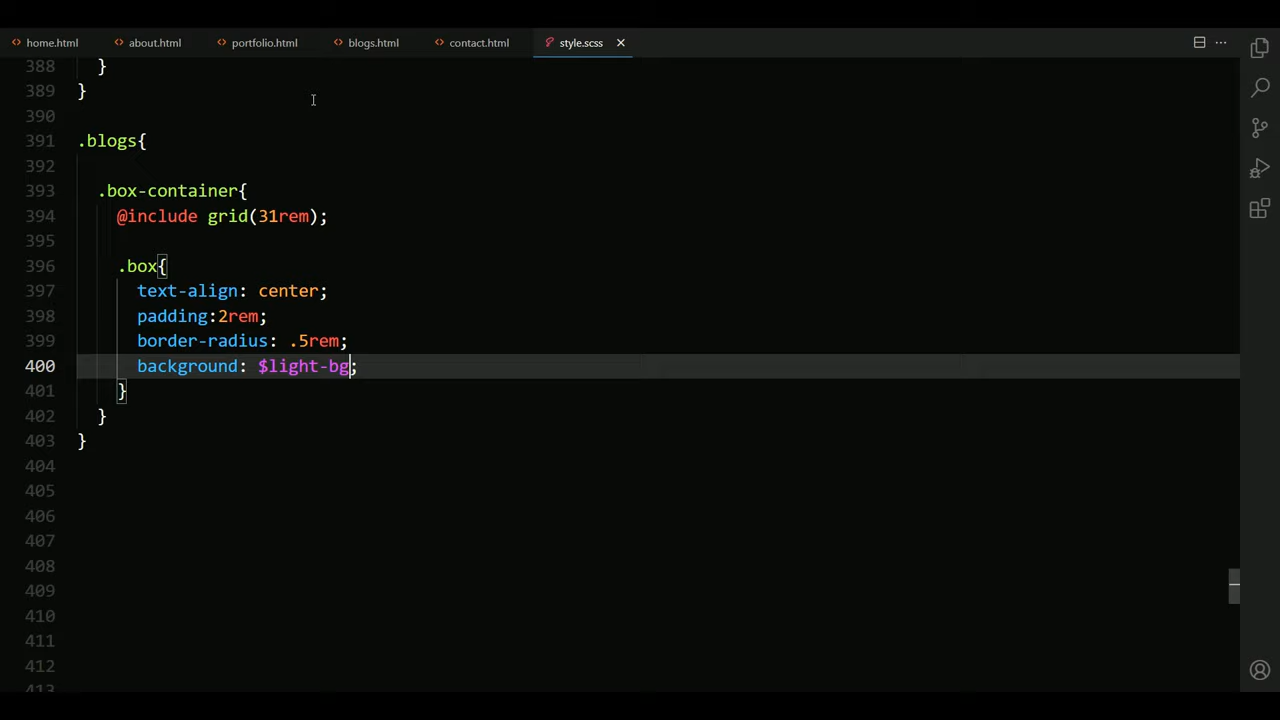 home.html about.html portfolio.html blogs.html contact.html style.scss
388 }
389 }
390
391 .blogs{
392
393 .box-container{
394 @include grid(31rem);
395
396 .box{
397 text-align: center;
398 padding:2rem;
399 border-radius: .5rem;
400 background: $light-bg;
401 }
402 }
403 }
404
405
406
407
408
409
410
411
412
413